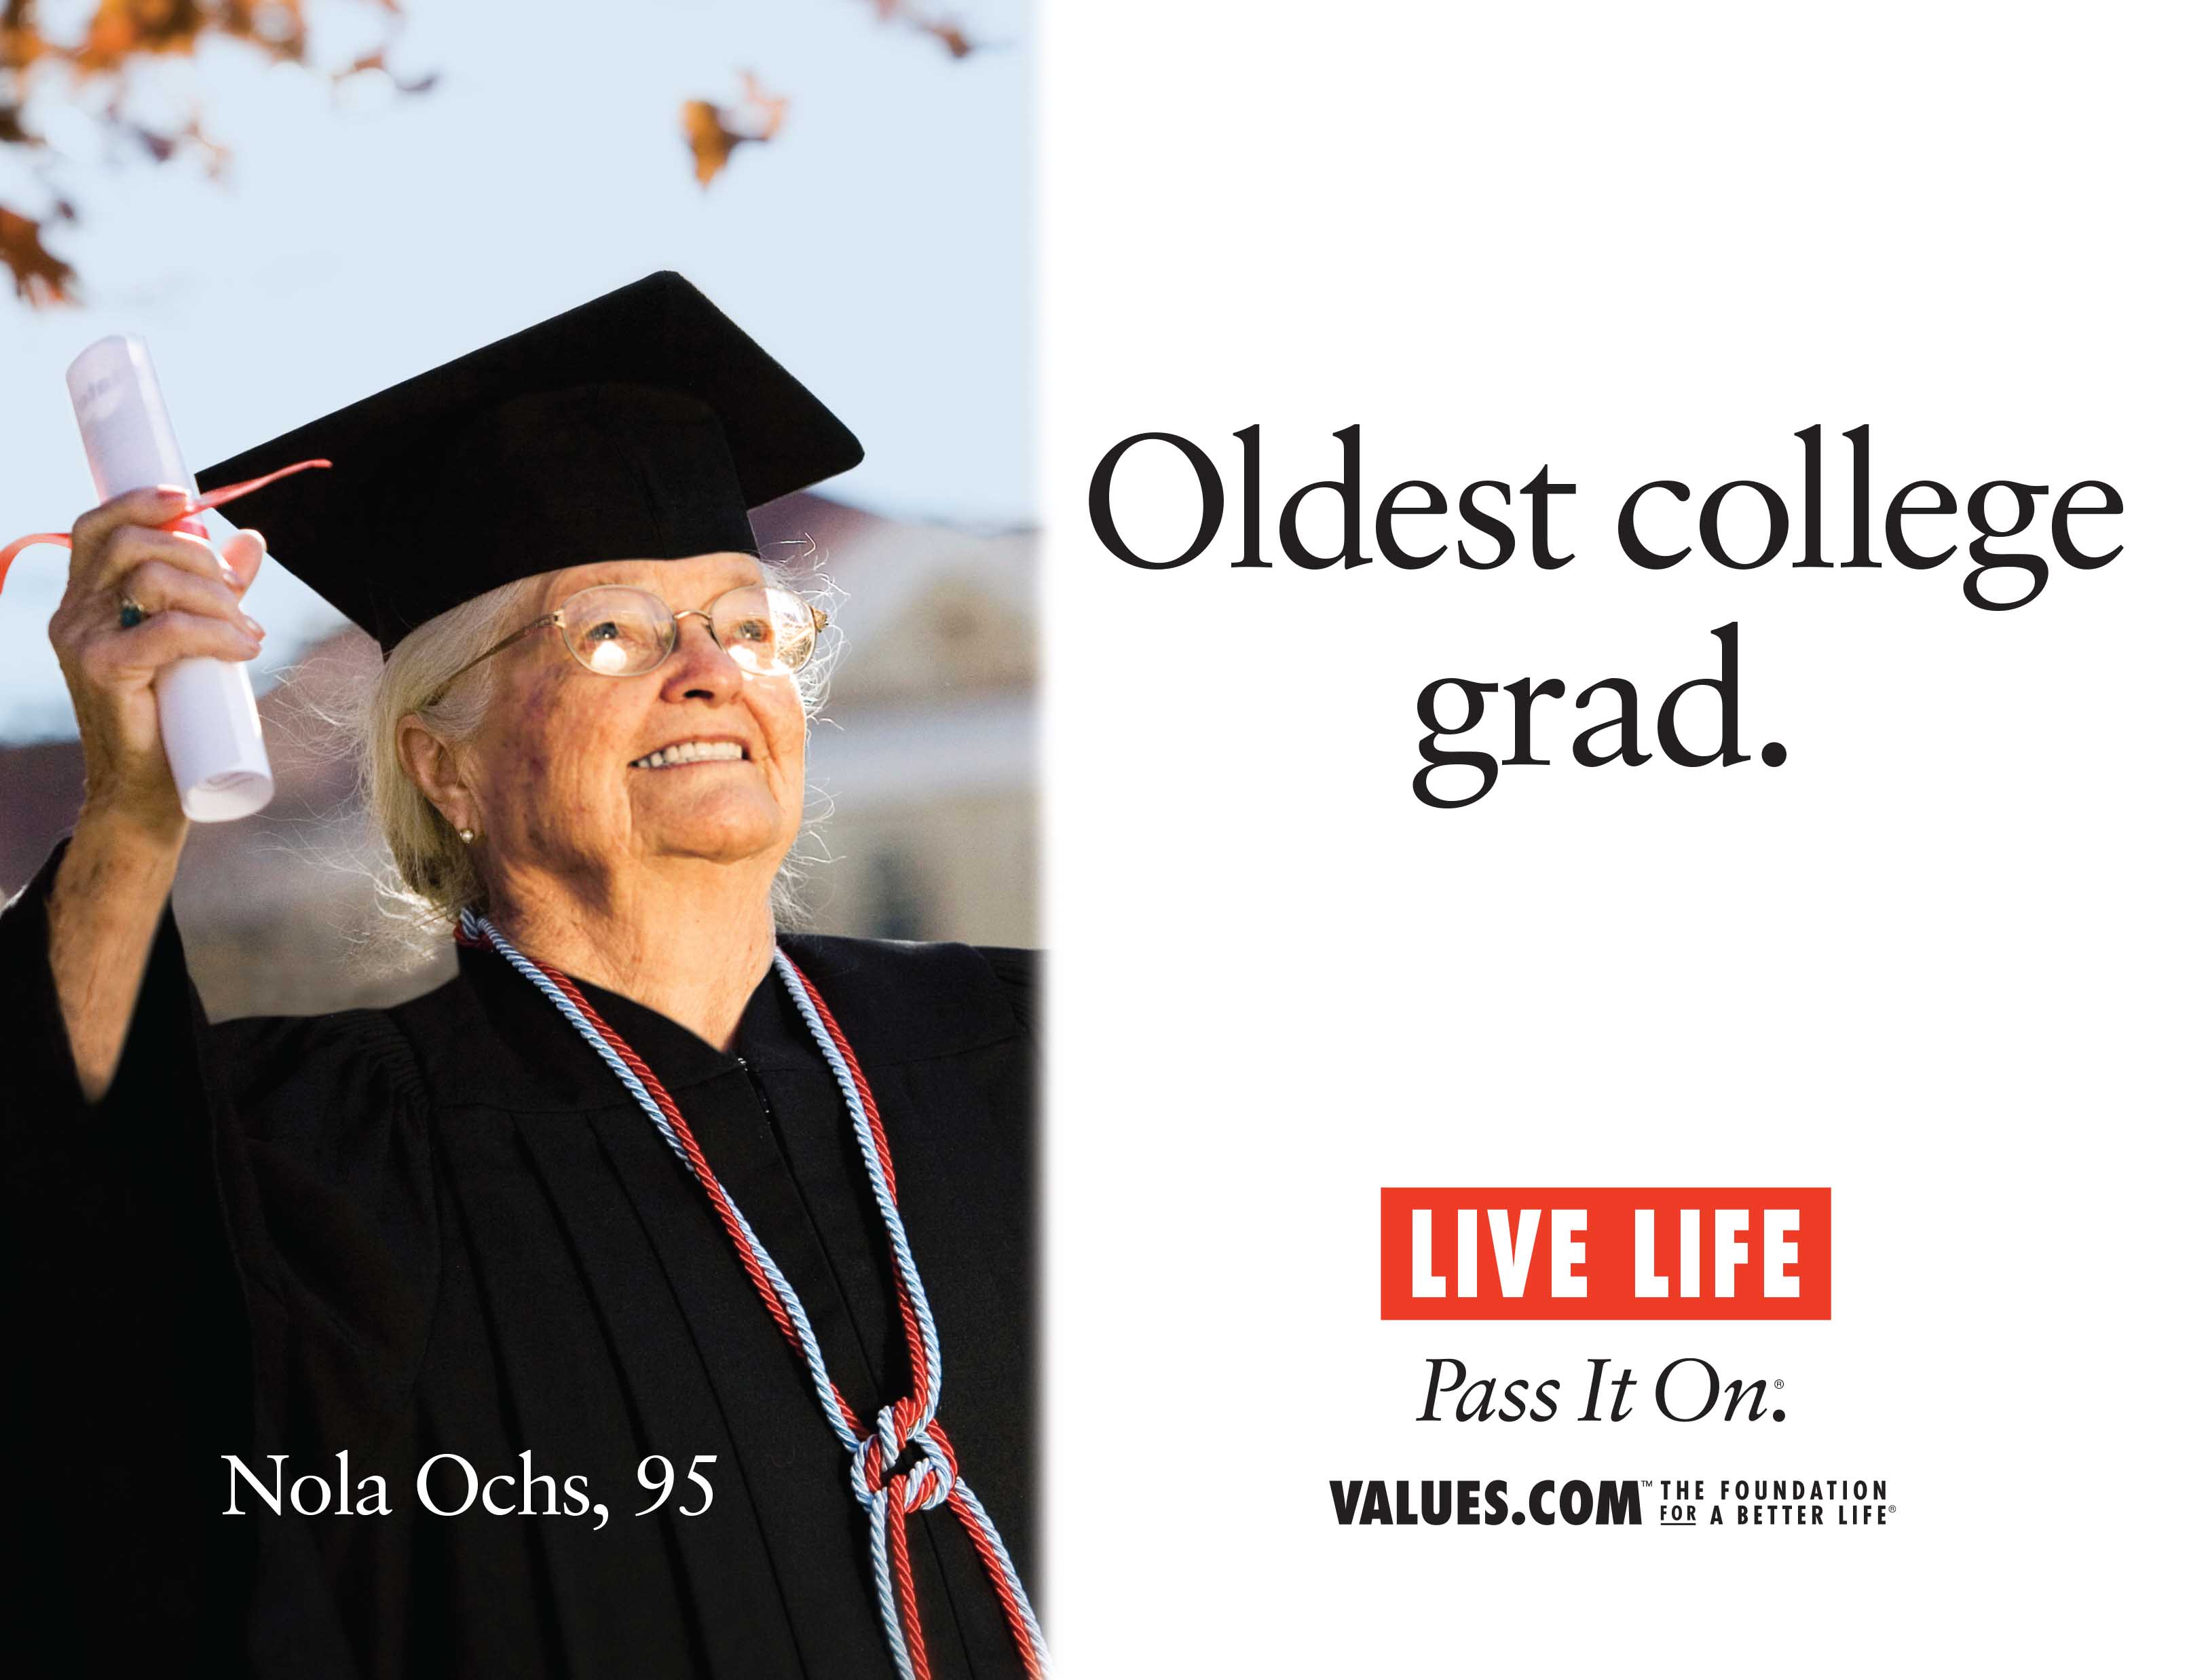 Oldest college
grad.
Nola Ochs, 95
LIVE LIFE
Pass It On.®
VALUES.COM™ THE FOUNDATION
FOR A BETTER LIFE®